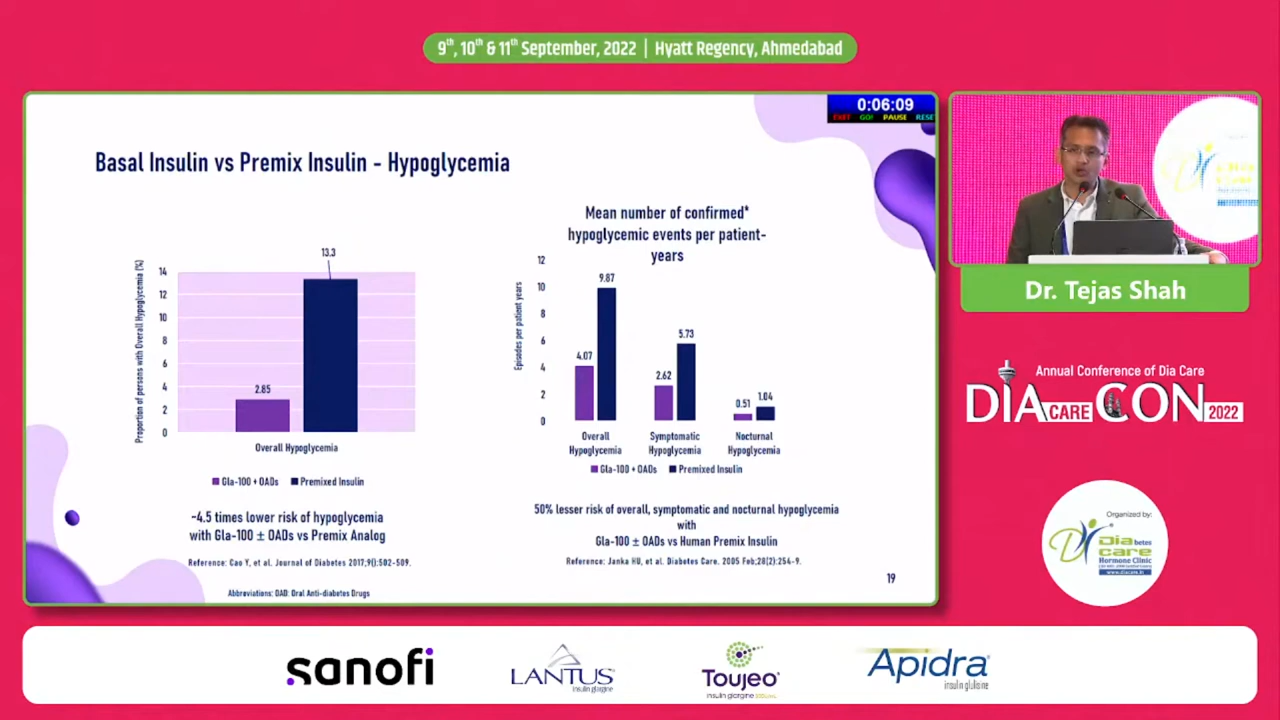 9th, 10th & 11th September, 2022 | Hyatt Regency, Ahmedabad
0:06:09
EXIT GO! PAUSE RESE
Basal Insulin vs Premix Insulin - Hypoglycemia
Proportion of persons with Overall Hypoglycemia (%)
14
12
10
8
6
4
2
0
2.85
13.3
Overall Hypoglycemia
Gla-100 + OADs Premixed Insulin
~4.5 times lower risk of hypoglycemia
with Gla-100 ± OADs vs Premix Analog
Reference: Cao Y, et al. Journal of Diabetes 2017;9():502-509.
Abbreviations: OAD: Oral Anti-diabetes Drugs
Mean number of confirmed*
hypoglycemic events per patient-
years
Episodes per patient years
12
10
8
6
4
2
0
4.07
9.87
2.62
5.73
0.51
1.04
Overall
Hypoglycemia
Symptomatic
Hypoglycemia
Nocturnal
Hypoglycemia
Gla-100 + OADs Premixed Insulin
50% lesser risk of overall, symptomatic and nocturnal hypoglycemia
with
Gla-100 ± OADs vs Human Premix Insulin
Reference: Janka HU, et al. Diabetes Care. 2005 Feb;28(2):254-9.
19
Dr. Tejas Shah
Annual Conference of Dia Care
DIA CARE CON 2022
Organized by:
Diabetes
care
Hormone Clinic
www.diacare.in
sanofi
LANTUS®
insulin glargine
Toujeo®
insulin glargine
Apidra®
insulin glulisine